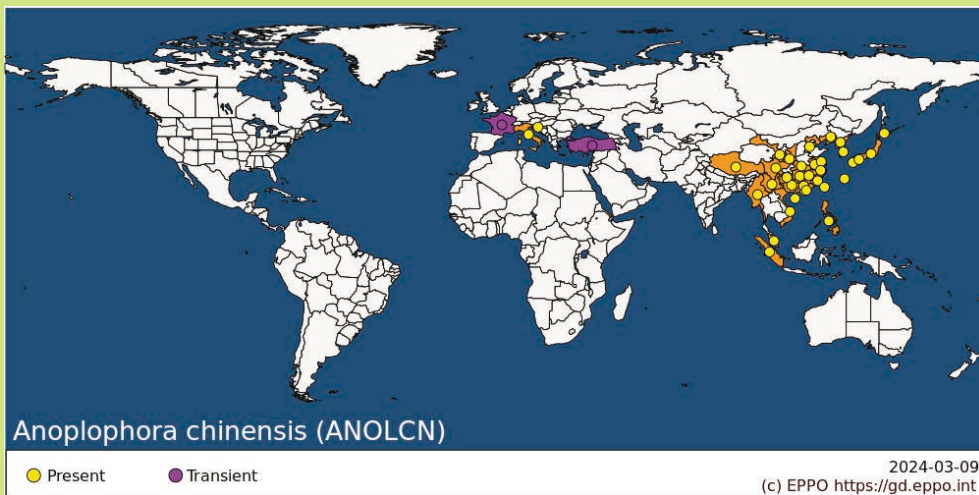 Anoplophora chinensis (ANOLCN)
Present
Transient
2024-03-09
(c) EPPO https://gd.eppo.int